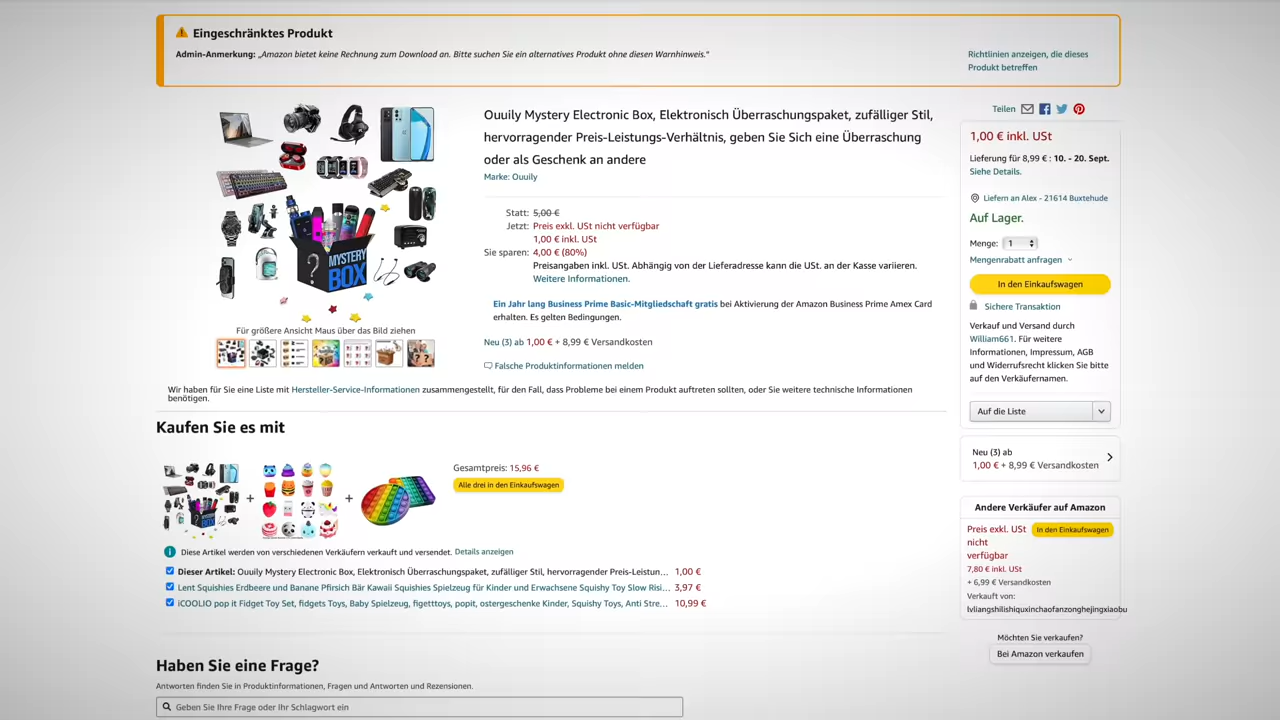 Eingeschränktes Produkt
Admin-Anmerkung: „Amazon bietet keine Rechnung zum Download an. Bitte suchen Sie ein alternatives Produkt ohne diesen Warnhinweis.“
Richtlinien anzeigen, die dieses
Produkt betreffen
MYSTERY
BOX
Für größere Ansicht Maus über das Bild ziehen
Ouuily Mystery Electronic Box, Elektronisch Überraschungspaket, zufälliger Stil,
hervorragender Preis-Leistungs-Verhältnis, geben Sie Sich eine Überraschung
oder als Geschenk an andere
Marke: Ouuily
Statt: 5,00 €
Jetzt: Preis exkl. USt nicht verfügbar
1,00 € inkl. USt
Sie sparen: 4,00 € (80%)
Preisangaben inkl. USt. Abhängig von der Lieferadresse kann die USt. an der Kasse variieren.
Weitere Informationen.
Ein Jahr lang Business Prime Basic-Mitgliedschaft gratis bei Aktivierung der Amazon Business Prime Amex Card
erhalten. Es gelten Bedingungen.
Neu (3) ab 1,00 € + 8,99 € Versandkosten
Falsche Produktinformationen melden
Wir haben für Sie eine Liste mit Hersteller-Service-Informationen zusammengestellt, für den Fall, dass Probleme bei einem Produkt auftreten sollten, oder Sie weitere technische Informationen
benötigen.
Teilen
1,00 € inkl. USt
Lieferung für 8,99 € : 10. - 20. Sept.
Siehe Details.
Liefern an Alex - 21614 Buxtehude
Auf Lager.
Menge: 1
Mengenrabatt anfragen
In den Einkaufswagen
Sichere Transaktion
Verkauf und Versand durch
William661. Für weitere
Informationen, Impressum, AGB
und Widerrufsrecht klicken Sie bitte
auf den Verkäufernamen.
Auf die Liste
Neu (3) ab
1,00 € + 8,99 € Versandkosten
Andere Verkäufer auf Amazon
Preis exkl. USt
nicht
verfügbar
In den Einkaufswagen
7,80 € inkl. USt
+ 6,99 € Versandkosten
Verkauft von:
lvliangshilishiquxinchaofanzonghejingxiaobu
Möchten Sie verkaufen?
Bei Amazon verkaufen
Kaufen Sie es mit
+
+
Gesamtpreis: 15,96 €
Alle drei in den Einkaufswagen
Diese Artikel werden von verschiedenen Verkäufern verkauft und versendet. Details anzeigen
Dieser Artikel: Ouuily Mystery Electronic Box, Elektronisch Überraschungspaket, zufälliger Stil, hervorragender Preis-Leistun… 1,00 €
Lent Squishies Erdbeere und Banane Pfirsich Bär Kawaii Squishies Spielzeug für Kinder und Erwachsene Squishy Toy Slow Risi… 3,97 €
iCOOLIO pop it Fidget Toy Set, fidgets Toys, Baby Spielzeug, figetttoys, popit, ostergeschenke Kinder, Squishy Toys, Anti Stre… 10,99 €
Haben Sie eine Frage?
Antworten finden Sie in Produktinformationen, Fragen und Antworten und Rezensionen.
Geben Sie Ihre Frage oder Ihr Schlagwort ein